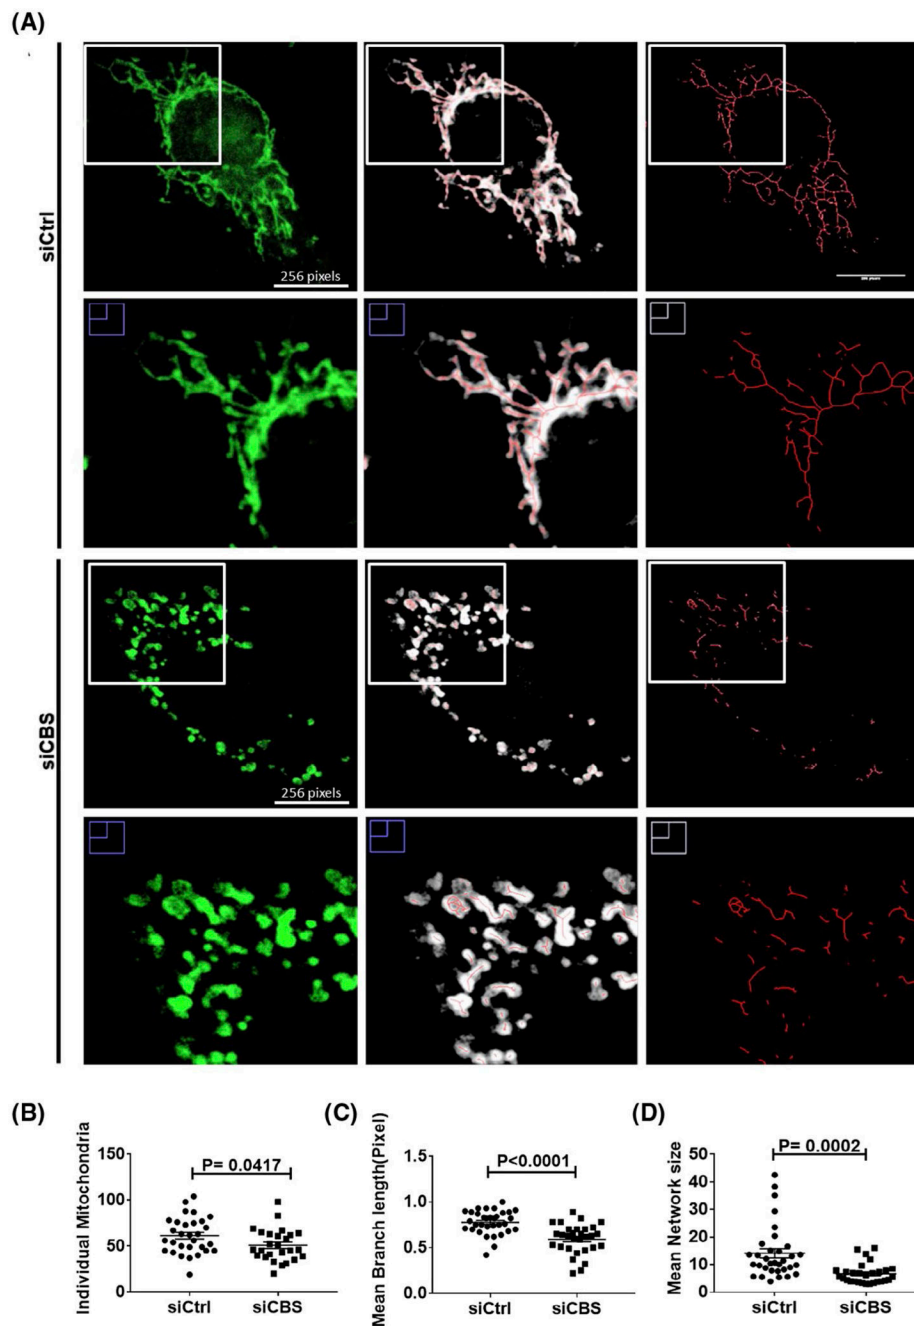 (A)
siCtrl
256 pixels
siCBS
256 pixels
(B)
Individual Mitochondria
150
100
50
0
P= 0.0417
siCtrl
siCBS
(C)
Mean Branch length(Pixel)
1.5
1.0
0.5
0.0
P<0.0001
siCtrl
siCBS
(D)
Mean Network size
50
40
30
20
10
0
P= 0.0002
siCtrl
siCBS